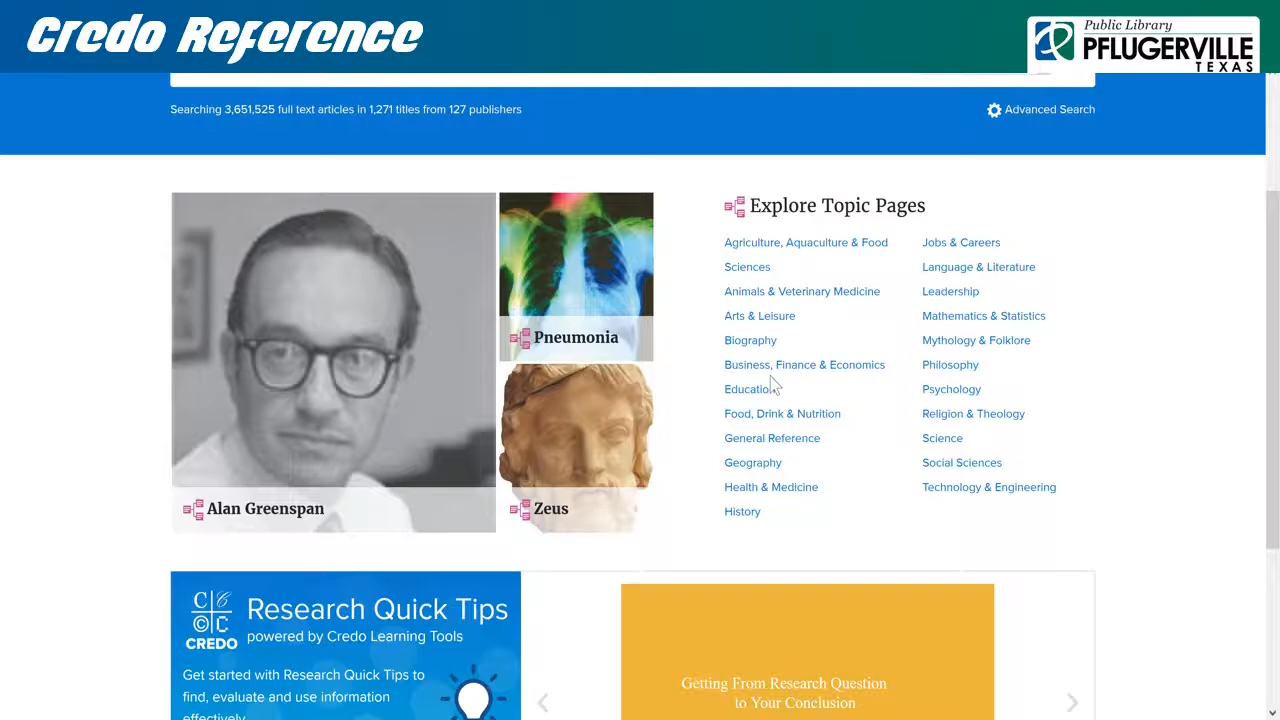 Credo Reference
Public Library
PFLUGERVILLE
TEXAS
Searching 3,651,525 full text articles in 1,271 titles from 127 publishers
Advanced Search
Pneumonia
Alan Greenspan
Zeus
Explore Topic Pages
Agriculture, Aquaculture & Food
Sciences
Animals & Veterinary Medicine
Arts & Leisure
Biography
Business, Finance & Economics
Education
Food, Drink & Nutrition
General Reference
Geography
Health & Medicine
History
Jobs & Careers
Language & Literature
Leadership
Mathematics & Statistics
Mythology & Folklore
Philosophy
Psychology
Religion & Theology
Science
Social Sciences
Technology & Engineering
CREDO
Research Quick Tips
powered by Credo Learning Tools
Get started with Research Quick Tips to
find, evaluate and use information
effectively
Getting From Research Question
to Your Conclusion